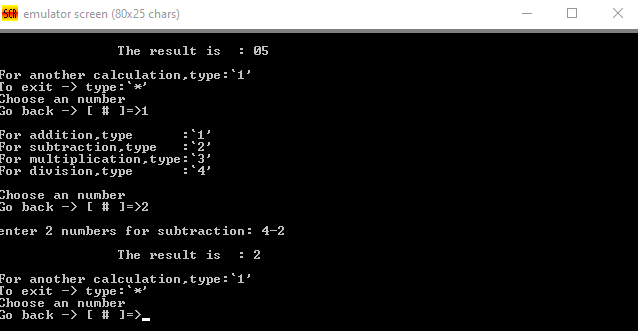 SCR emulator screen (80x25 chars)
The result is : 05
For another calculation,type:`1'
To exit -> type:`*'
Choose an number
Go back -> [ # ]=>1
For addition,type :`1'
For subtraction,type :`2'
For multiplication,type:`3'
For division,type :`4'
Choose an number
Go back -> [ # ]=>2
enter 2 numbers for subtraction: 4-2
The result is : 2
For another calculation,type:`1'
To exit -> type:`*'
Choose an number
Go back -> [ # ]=>_